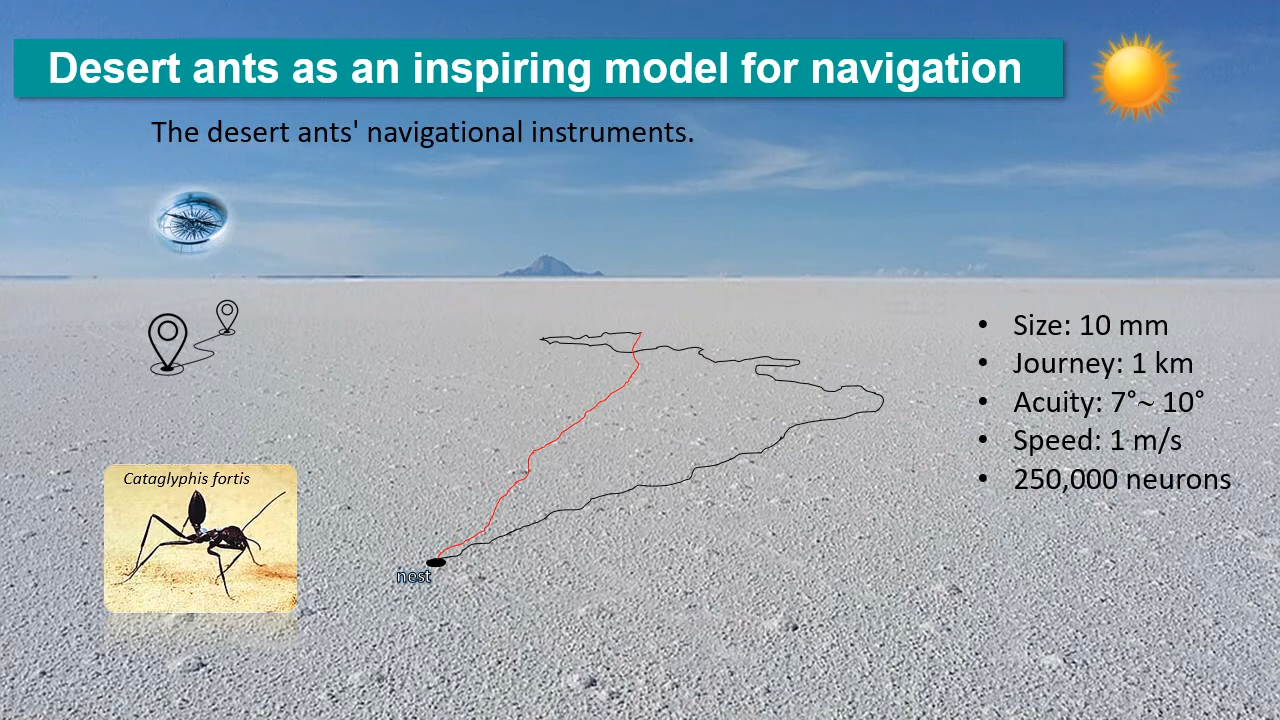 Desert ants as an inspiring model for navigation
The desert ants' navigational instruments.
• Size: 10 mm
• Journey: 1 km
• Acuity: 7°~ 10°
• Speed: 1 m/s
• 250,000 neurons
Cataglyphis fortis
nest